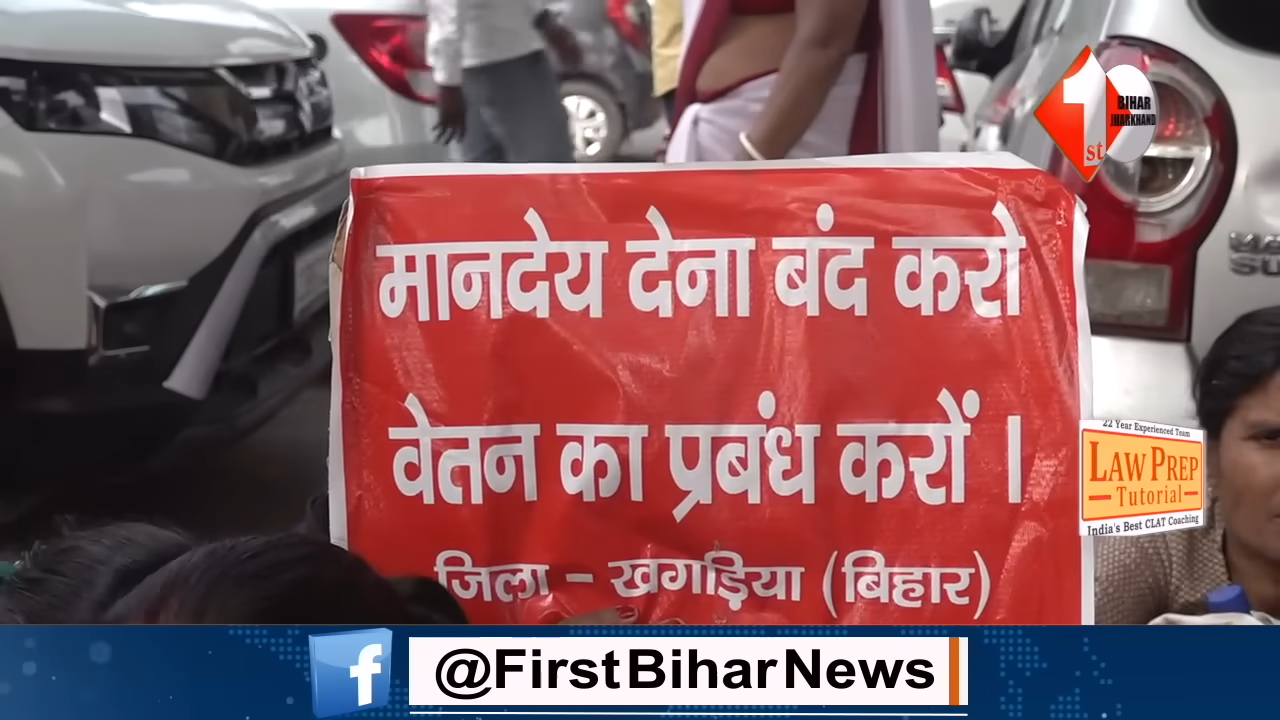 1st
BIHAR
JHARKHAND
मानदेय देना बंद करो
वेतन का प्रबंध करों ।
जिला - खगड़िया (बिहार)
22 Year Experienced Team
LAW PREP
Tutorial
India's Best CLAT Coaching
@FirstBiharNews